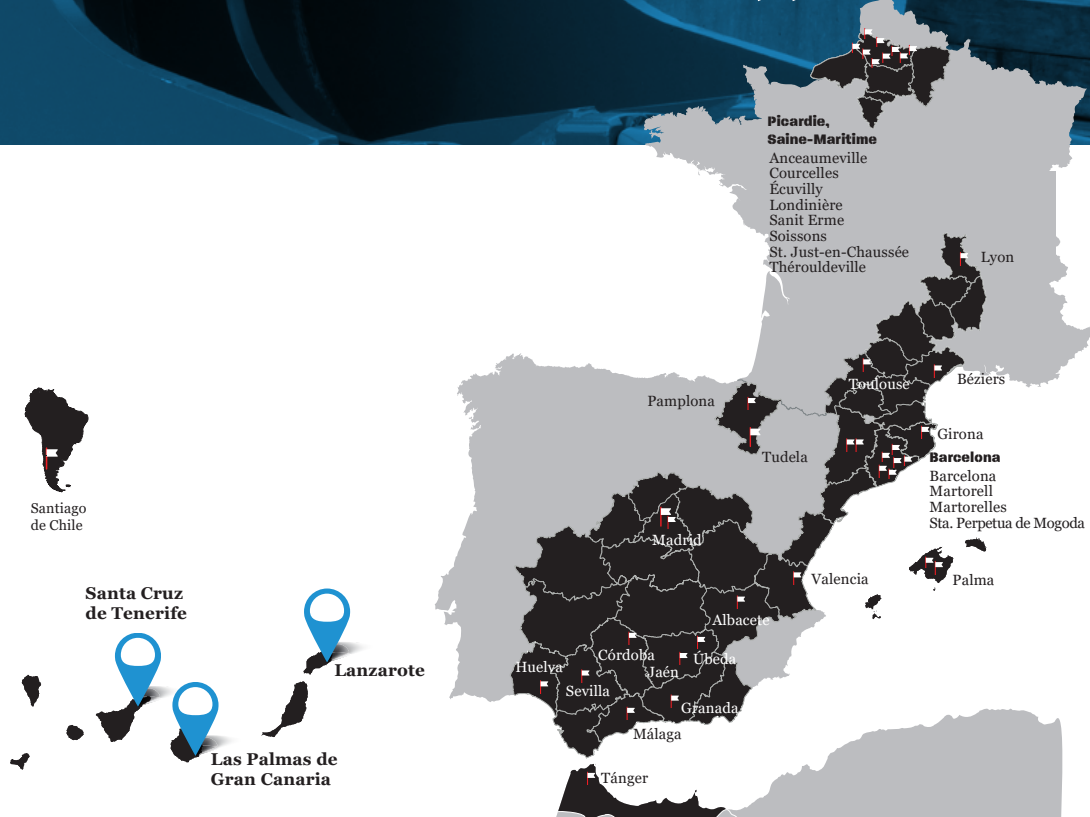 Picardie,
Saine-Maritime
Anceaumeville
Courcelles
Écuvilly
Londinière
Sanit Erme
Soissons
St. Just-en-Chaussée
Thérouldeville
Lyon
Toulouse
Béziers
Pamplona
Tudela
Girona
Barcelona
Barcelona
Martorell
Martorelles
Sta. Perpetua de Mogoda
Santiago
de Chile
Madrid
Valencia
Palma
Albacete
Santa Cruz
de Tenerife
Lanzarote
Las Palmas de
Gran Canaria
Huelva
Córdoba
Jaén
Úbeda
Sevilla
Granada
Málaga
Tánger